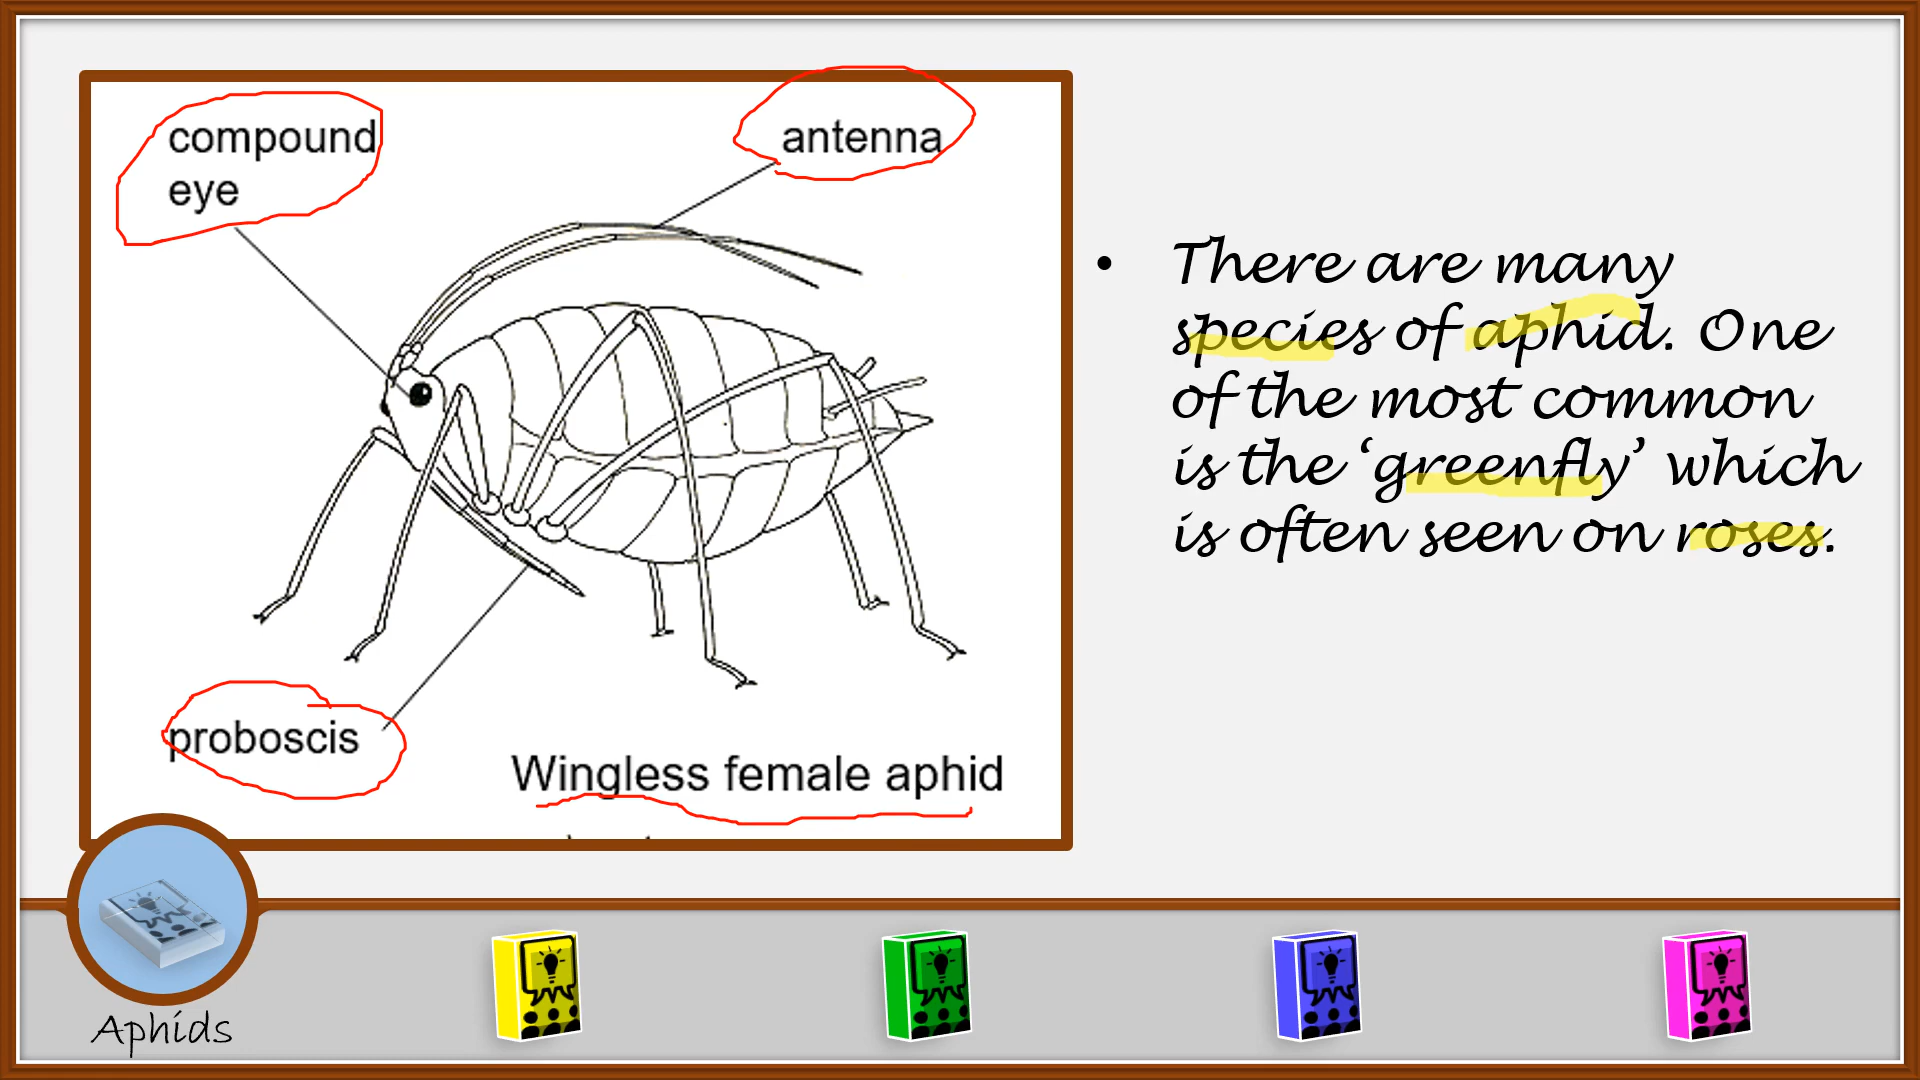 compound
eye
antenna
proboscis
Wingless female aphid
• There are many
species of aphid. One
of the most common
is the ‘greenfly’ which
is often seen on roses.
Aphids